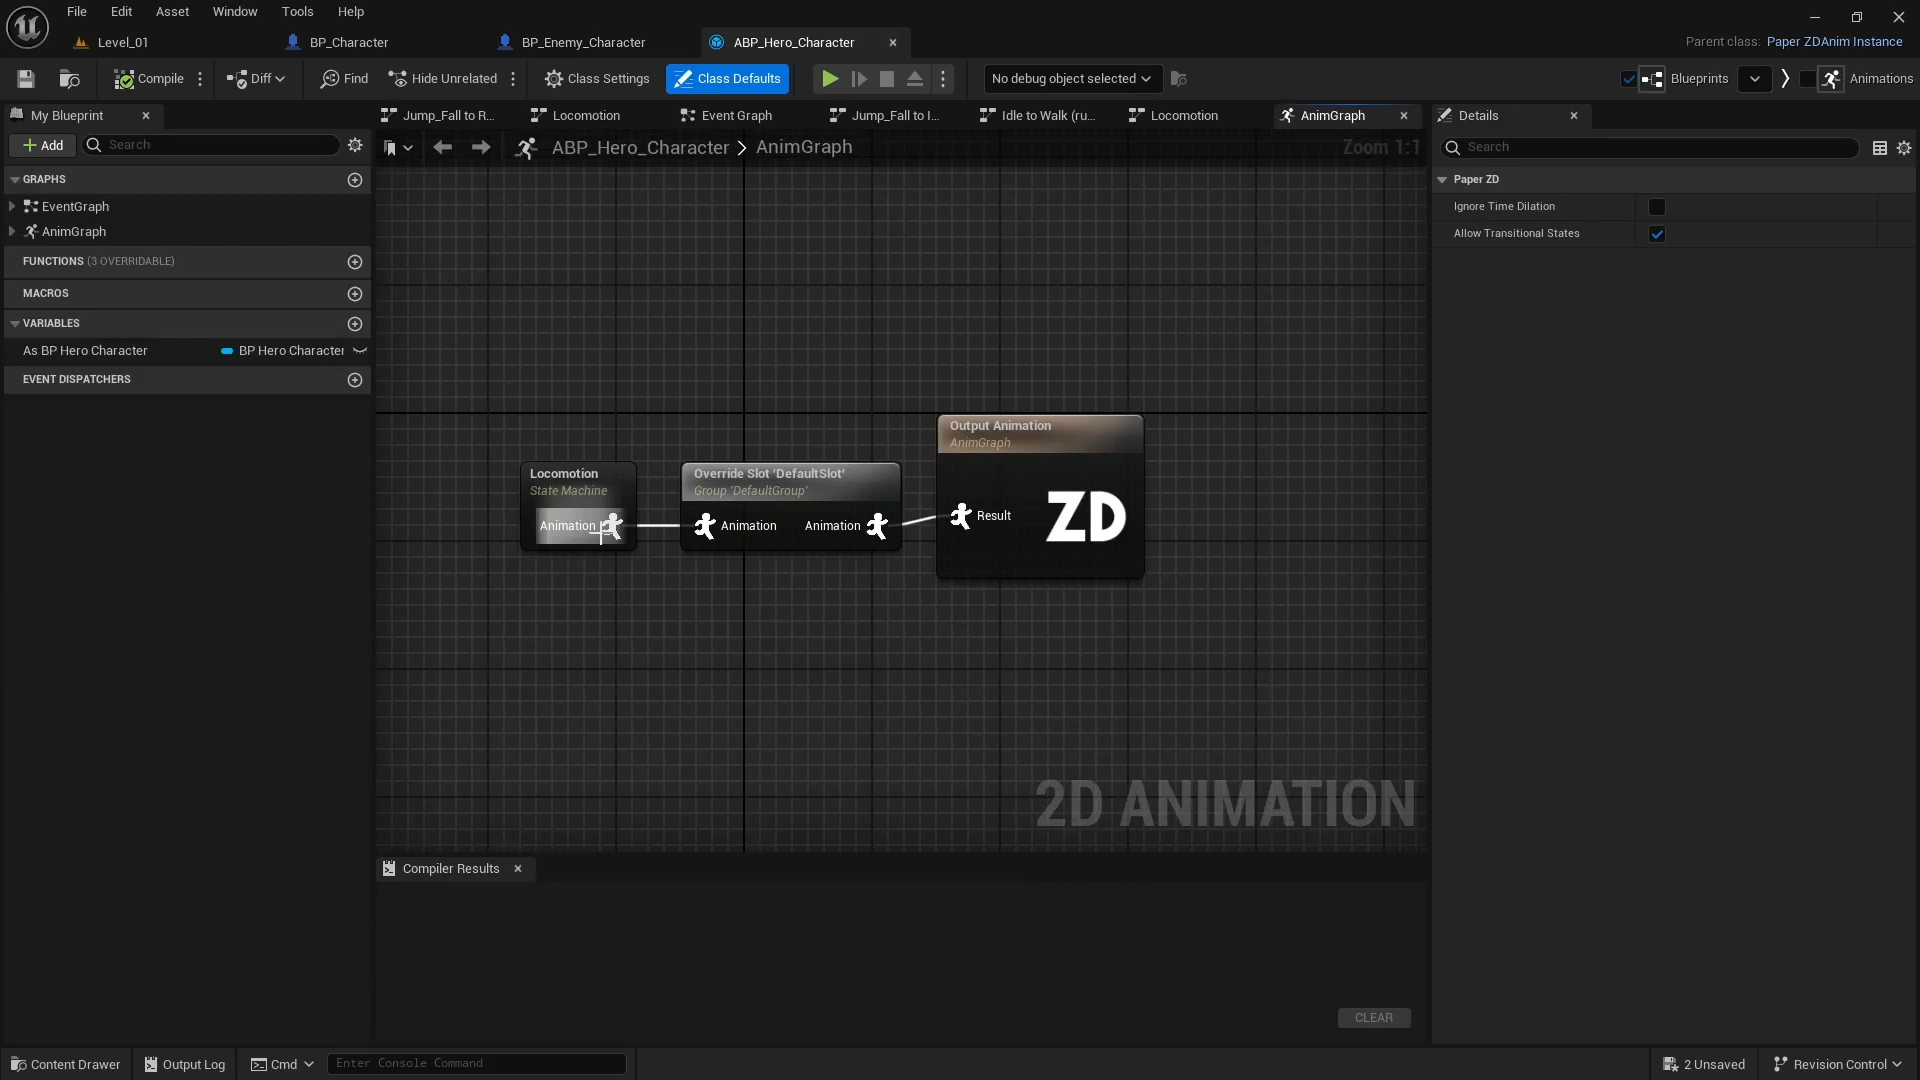 File Edit Asset Window Tools Help
Level_01 BP_Character BP_Enemy_Character ABP_Hero_Character Parent class: Paper ZDAnim Instance
Compile Diff Find Hide Unrelated Class Settings Class Defaults No debug object selected Blueprints Animations
My Blueprint Jump_Fall to R... Locomotion Event Graph Jump_Fall to I... Idle to Walk (ru... Locomotion AnimGraph Details
Add Search ABP_Hero_Character AnimGraph Zoom 1:1 Search
GRAPHS
EventGraph
AnimGraph
FUNCTIONS (3 OVERRIDABLE)
MACROS
VARIABLES
As BP Hero Character BP Hero Character
EVENT DISPATCHERS
Locomotion
State Machine
Animation
Override Slot 'DefaultSlot'
Group 'DefaultGroup'
Animation Animation
Output Animation
AnimGraph
Result ZD
2D ANIMATION
Paper ZD
Ignore Time Dilation
Allow Transitional States
Compiler Results
CLEAR
Content Drawer Output Log Cmd Enter Console Command 2 Unsaved Revision Control